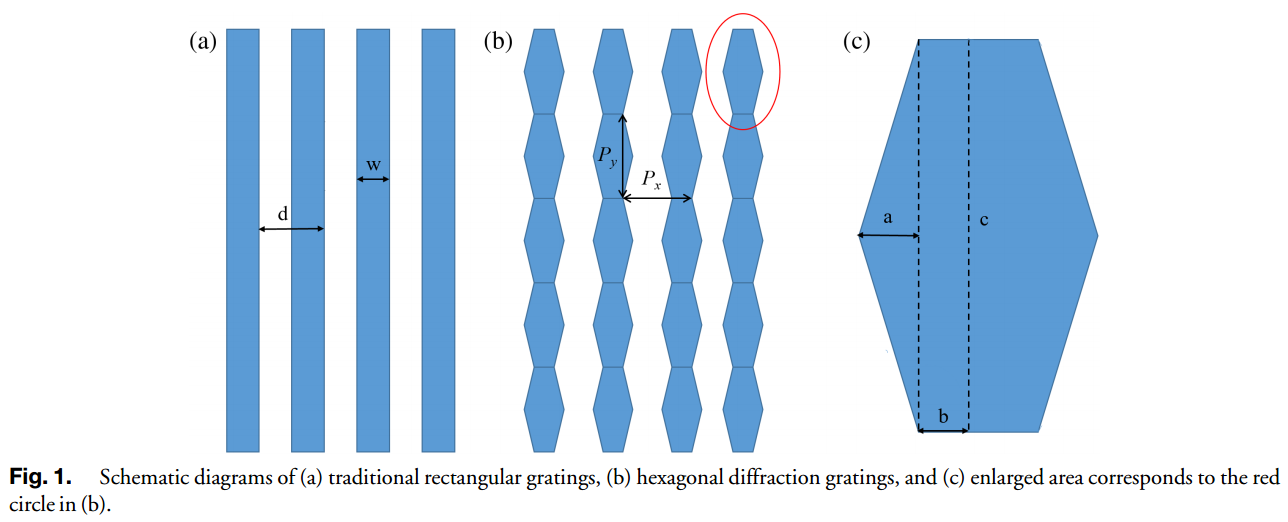 (a)
(b)
(c)
w
d
P_y
P_x
a
c
b
Fig. 1. Schematic diagrams of (a) traditional rectangular gratings, (b) hexagonal diffraction gratings, and (c) enlarged area corresponds to the red
circle in (b).